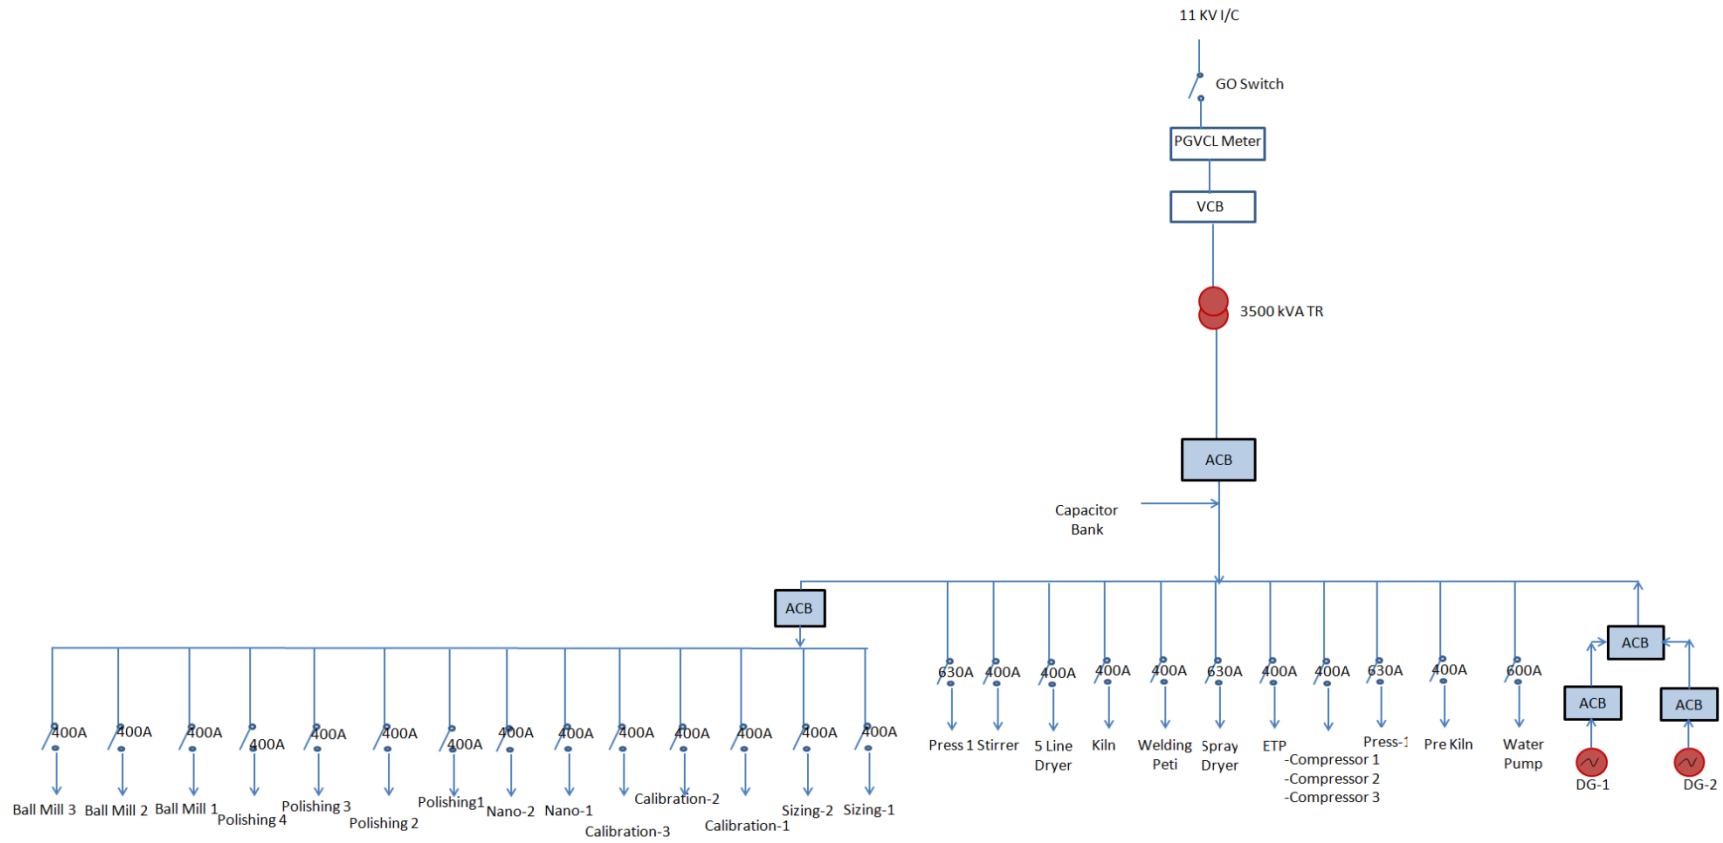 11 KV I/C
GO Switch
PGVCL Meter
VCB
3500 kVA TR
ACB
Capacitor
Bank
ACB
ACB
ACB
ACB
630A
400A
400A
400A
400A
630A
400A
400A
630A
400A
600A
Press 1
Stirrer
5 Line
Dryer
Kiln
Welding
Peti
Spray
Dryer
ETP
-Compressor 1
-Compressor 2
-Compressor 3
Press-1
Pre Kiln
Water
Pump
DG-1
DG-2
400A
400A
400A
400A
400A
400A
400A
400A
400A
400A
400A
400A
400A
400A
Ball Mill 3
Ball Mill 2
Ball Mill 1
Polishing 4
Polishing 3
Polishing 2
Polishing1
Nano-2
Nano-1
Calibration-3
Calibration-2
Calibration-1
Sizing-2
Sizing-1